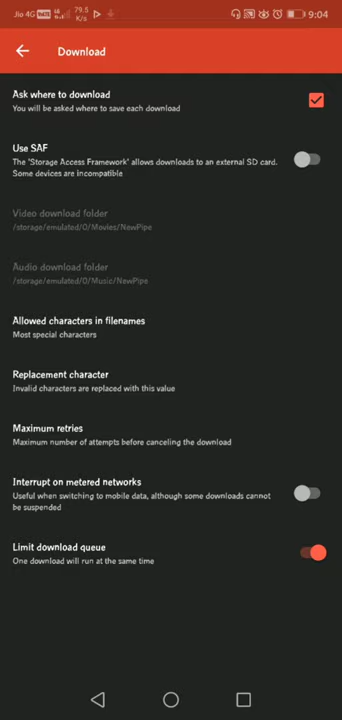 Jio 4G VoLTE 79.5 K/s 9:04
Download
Ask where to download
You will be asked where to save each download
Use SAF
The 'Storage Access Framework' allows downloads to an external SD card.
Some devices are incompatible
Video download folder
/storage/emulated/0/Movies/NewPipe
Audio download folder
/storage/emulated/0/Music/NewPipe
Allowed characters in filenames
Most special characters
Replacement character
Invalid characters are replaced with this value
Maximum retries
Maximum number of attempts before canceling the download
Interrupt on metered networks
Useful when switching to mobile data, although some downloads cannot
be suspended
Limit download queue
One download will run at the same time